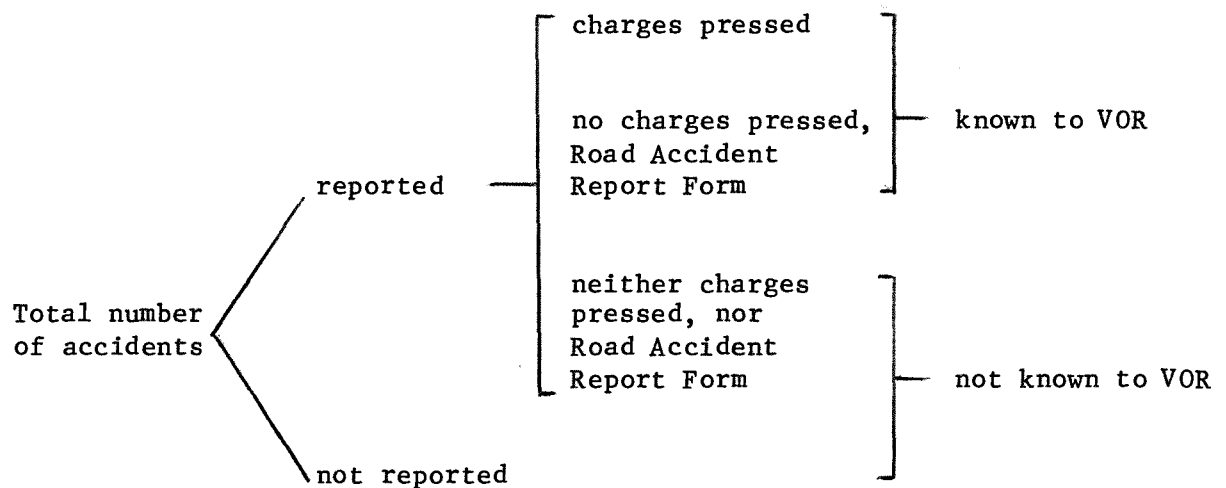 charges pressed
no charges pressed,
Road Accident
Report Form
known to VOR
reported
neither charges
pressed, nor
Road Accident
Report Form
Total number
of accidents
not known to VOR
not reported